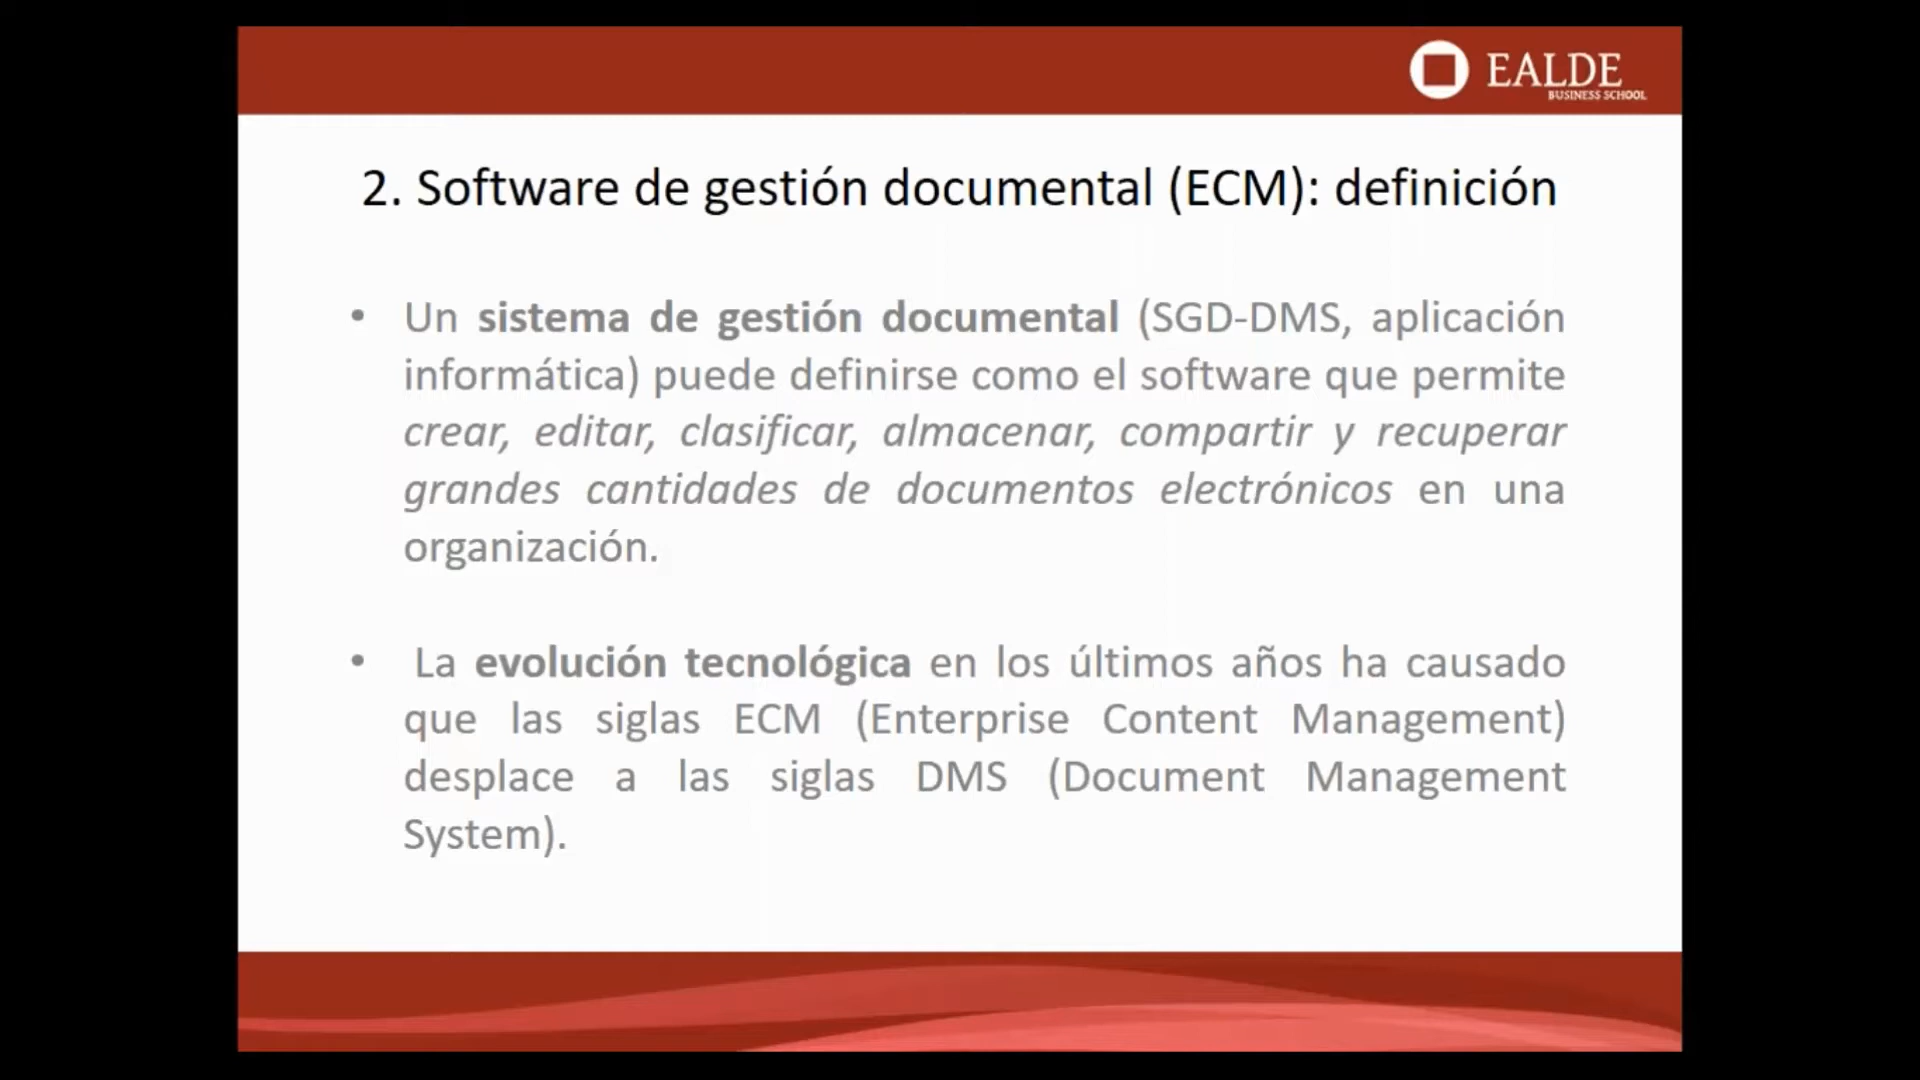 EALDE
BUSINESS SCHOOL
2. Software de gestión documental (ECM): definición
• Un sistema de gestión documental (SGD-DMS, aplicación
informática) puede definirse como el software que permite
crear, editar, clasificar, almacenar, compartir y recuperar
grandes cantidades de documentos electrónicos en una
organización.
• La evolución tecnológica en los últimos años ha causado
que las siglas ECM (Enterprise Content Management)
desplace a las siglas DMS (Document Management
System).